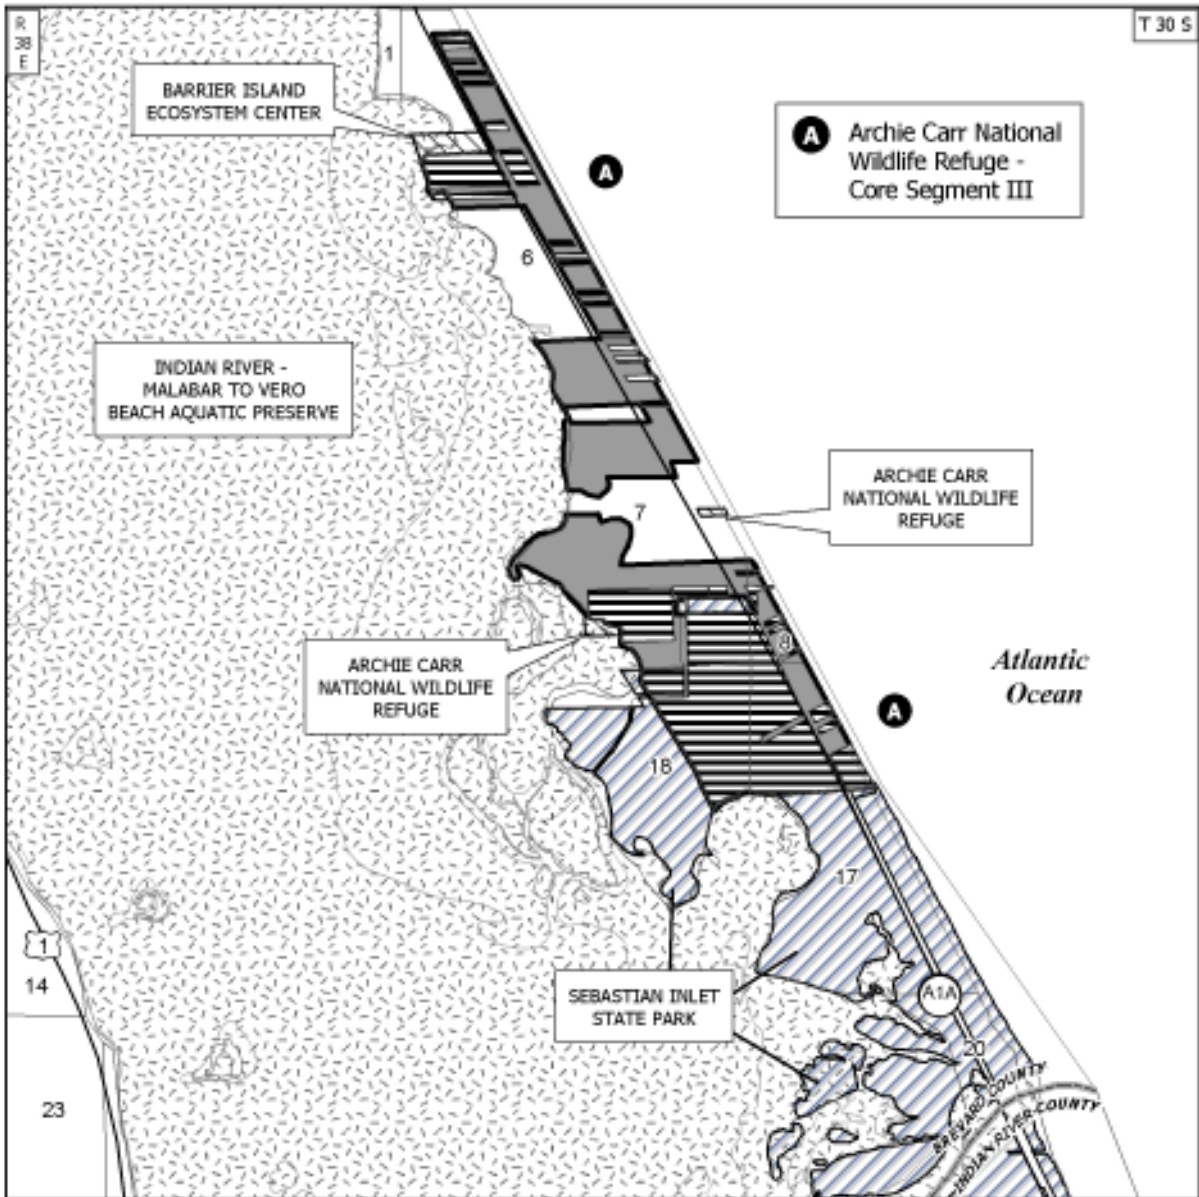 R
38
E
T 30 S
1
BARRIER ISLAND
ECOSYSTEM CENTER
A
Archie Carr National
Wildlife Refuge -
Core Segment III
A
6
INDIAN RIVER -
MALABAR TO VERO
BEACH AQUATIC PRESERVE
ARCHIE CARR
NATIONAL WILDLIFE
REFUGE
7
8
ARCHIE CARR
NATIONAL WILDLIFE
REFUGE
Atlantic
Ocean
A
18
17
1
14
SEBASTIAN INLET
STATE PARK
A1A
20
BREVARD COUNTY
INDIAN RIVER COUNTY
23